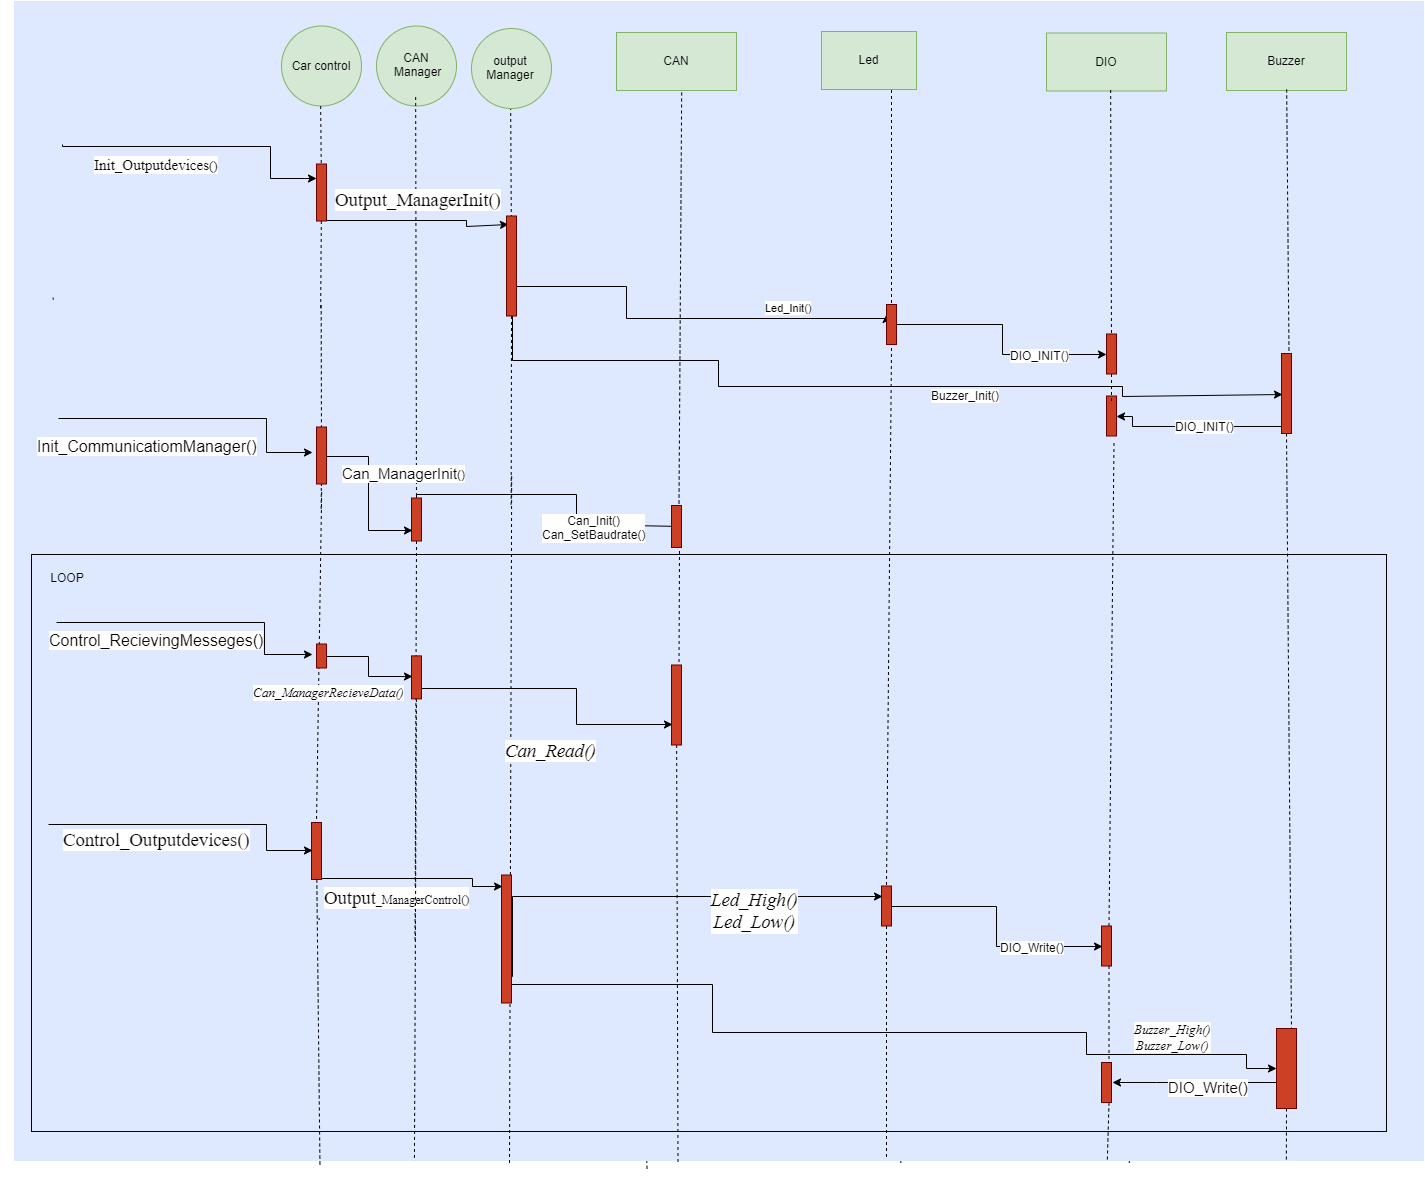 Car control
CAN
Manager
output
Manager
CAN
Led
DIO
Buzzer
Init_Outputdevices()
Output_ManagerInit()
Led_Init()
DIO_INIT()
Buzzer_Init()
DIO_INIT()
Init_CommunicatiomManager()
Can_ManagerInit()
Can_Init()
Can_SetBaudrate()
LOOP
Control_RecievingMesseges()
Can_ManagerRecieveData()
Can_Read()
Control_Outputdevices()
Output_ManagerControl()
Led_High()
Led_Low()
DIO_Write()
Buzzer_High()
Buzzer_Low()
DIO_Write()